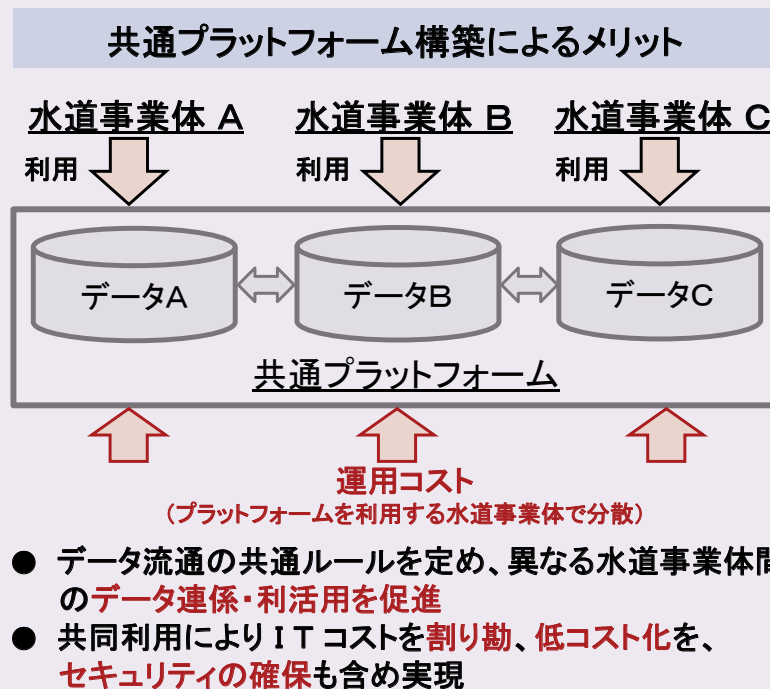 共通プラットフォーム構築によるメリット
水道事業体 A 水道事業体 B 水道事業体 C
利用 利用 利用
データA データB データC
共通プラットフォーム
運用コスト
（プラットフォームを利用する水道事業体で分散）
● データ流通の共通ルールを定め、異なる水道事業体間
のデータ連係・利活用を促進
● 共同利用によりITコストを割り勘、低コスト化を、
セキュリティの確保も含め実現